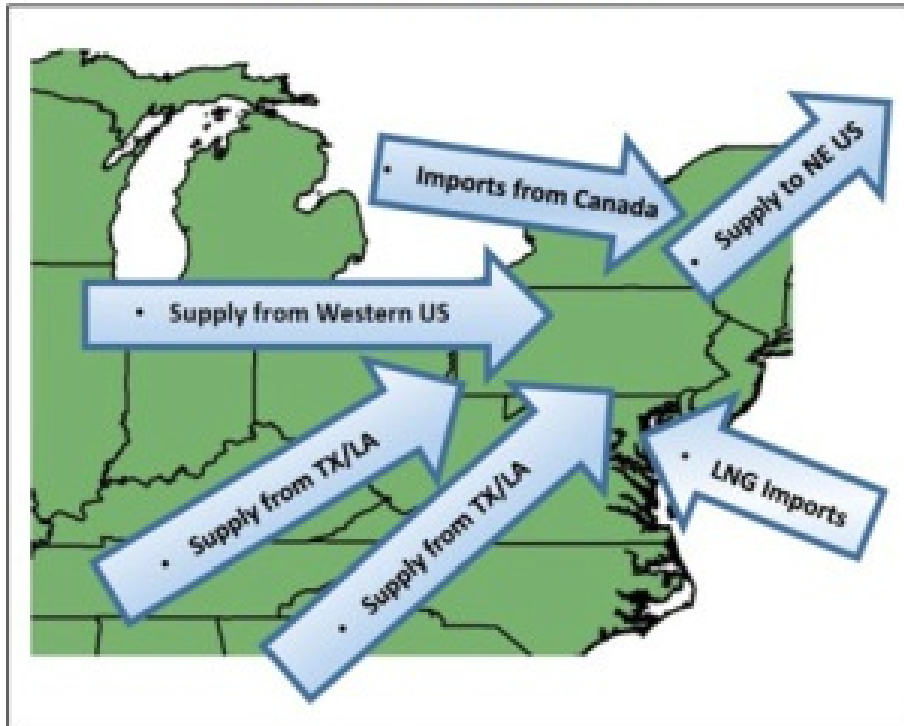 • Imports from Canada
• Supply to NE US
• Supply from Western US
• Supply from TX/LA
• Supply from TX/LA
• LNG Imports